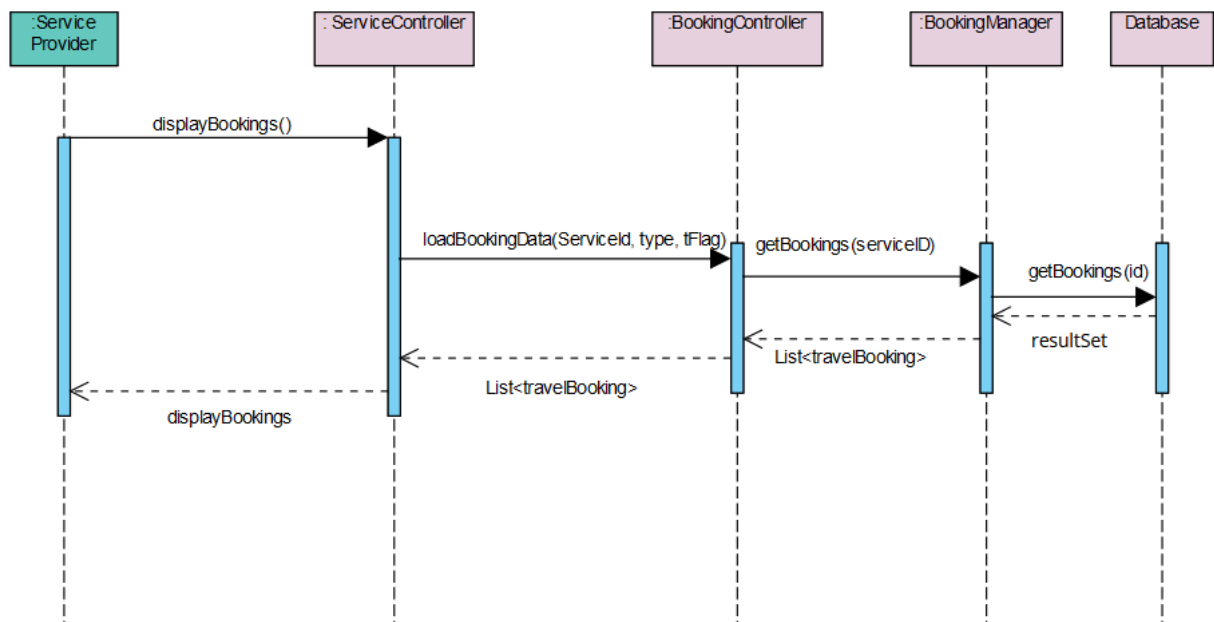 :Service
Provider
: ServiceController
:BookingController
:BookingManager
Database
displayBookings()
loadBookingData(ServiceId, type, tFlag)
getBookings(serviceID)
getBookings(id)
resultSet
List<travelBooking>
List<travelBooking>
displayBookings